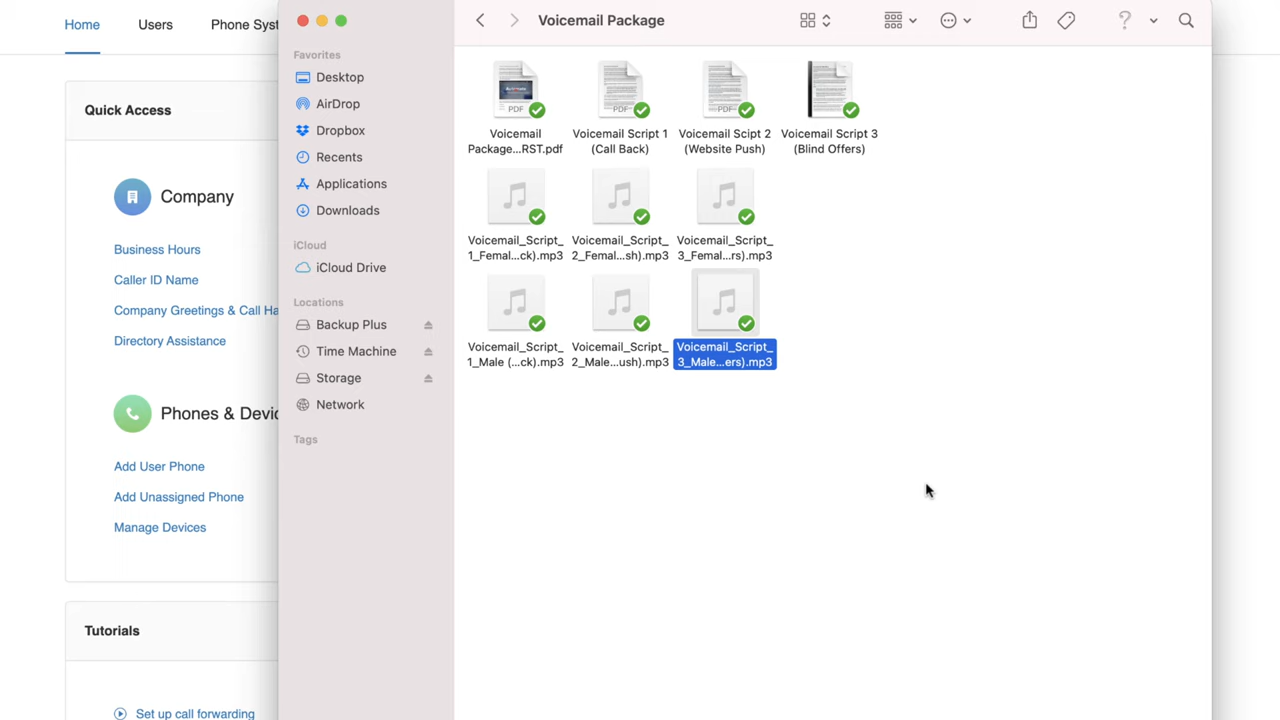 Home
Users
Phone Syst
Quick Access
Company
Business Hours
Caller ID Name
Company Greetings & Call Ha
Directory Assistance
Phones & Devic
Add User Phone
Add Unassigned Phone
Manage Devices
Tutorials
Set up call forwarding
Voicemail Package
Favorites
Desktop
AirDrop
Dropbox
Recents
Applications
Downloads
iCloud
iCloud Drive
Locations
Backup Plus
Time Machine
Storage
Network
Tags
PDF
Voicemail
Package...RST.pdf
PDF
Voicemail Script 1
(Call Back)
PDF
Voicemail Scipt 2
(Website Push)
Voicemail Script 3
(Blind Offers)
Voicemail_Script_
1_Femal...ck).mp3
Voicemail_Script_
2_Femal...sh).mp3
Voicemail_Script_
3_Femal...rs).mp3
Voicemail_Script_
1_Male (...ck).mp3
Voicemail_Script_
2_Male...ush).mp3
Voicemail_Script_
3_Male...ers).mp3